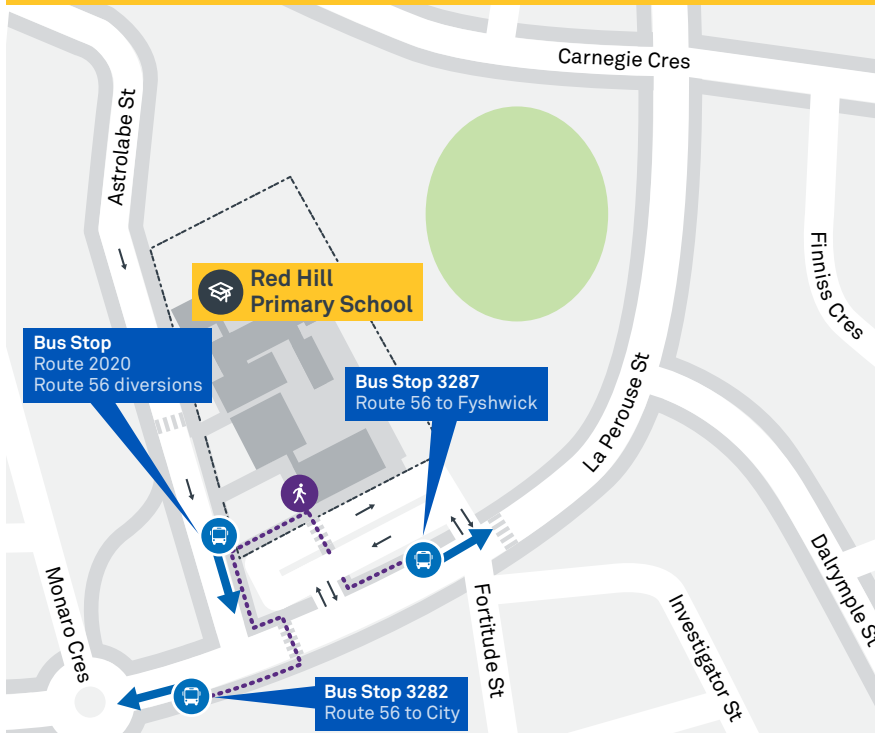 Carnegie Cres
Astrolabe St
Finniss Cres
Red Hill
Primary School
Bus Stop
Route 2020
Route 56 diversions
Bus Stop 3287
Route 56 to Fyshwick
La Perouse St
Dalrymple St
Monaro Cres
Fortitude St
Investigator St
Bus Stop 3282
Route 56 to City